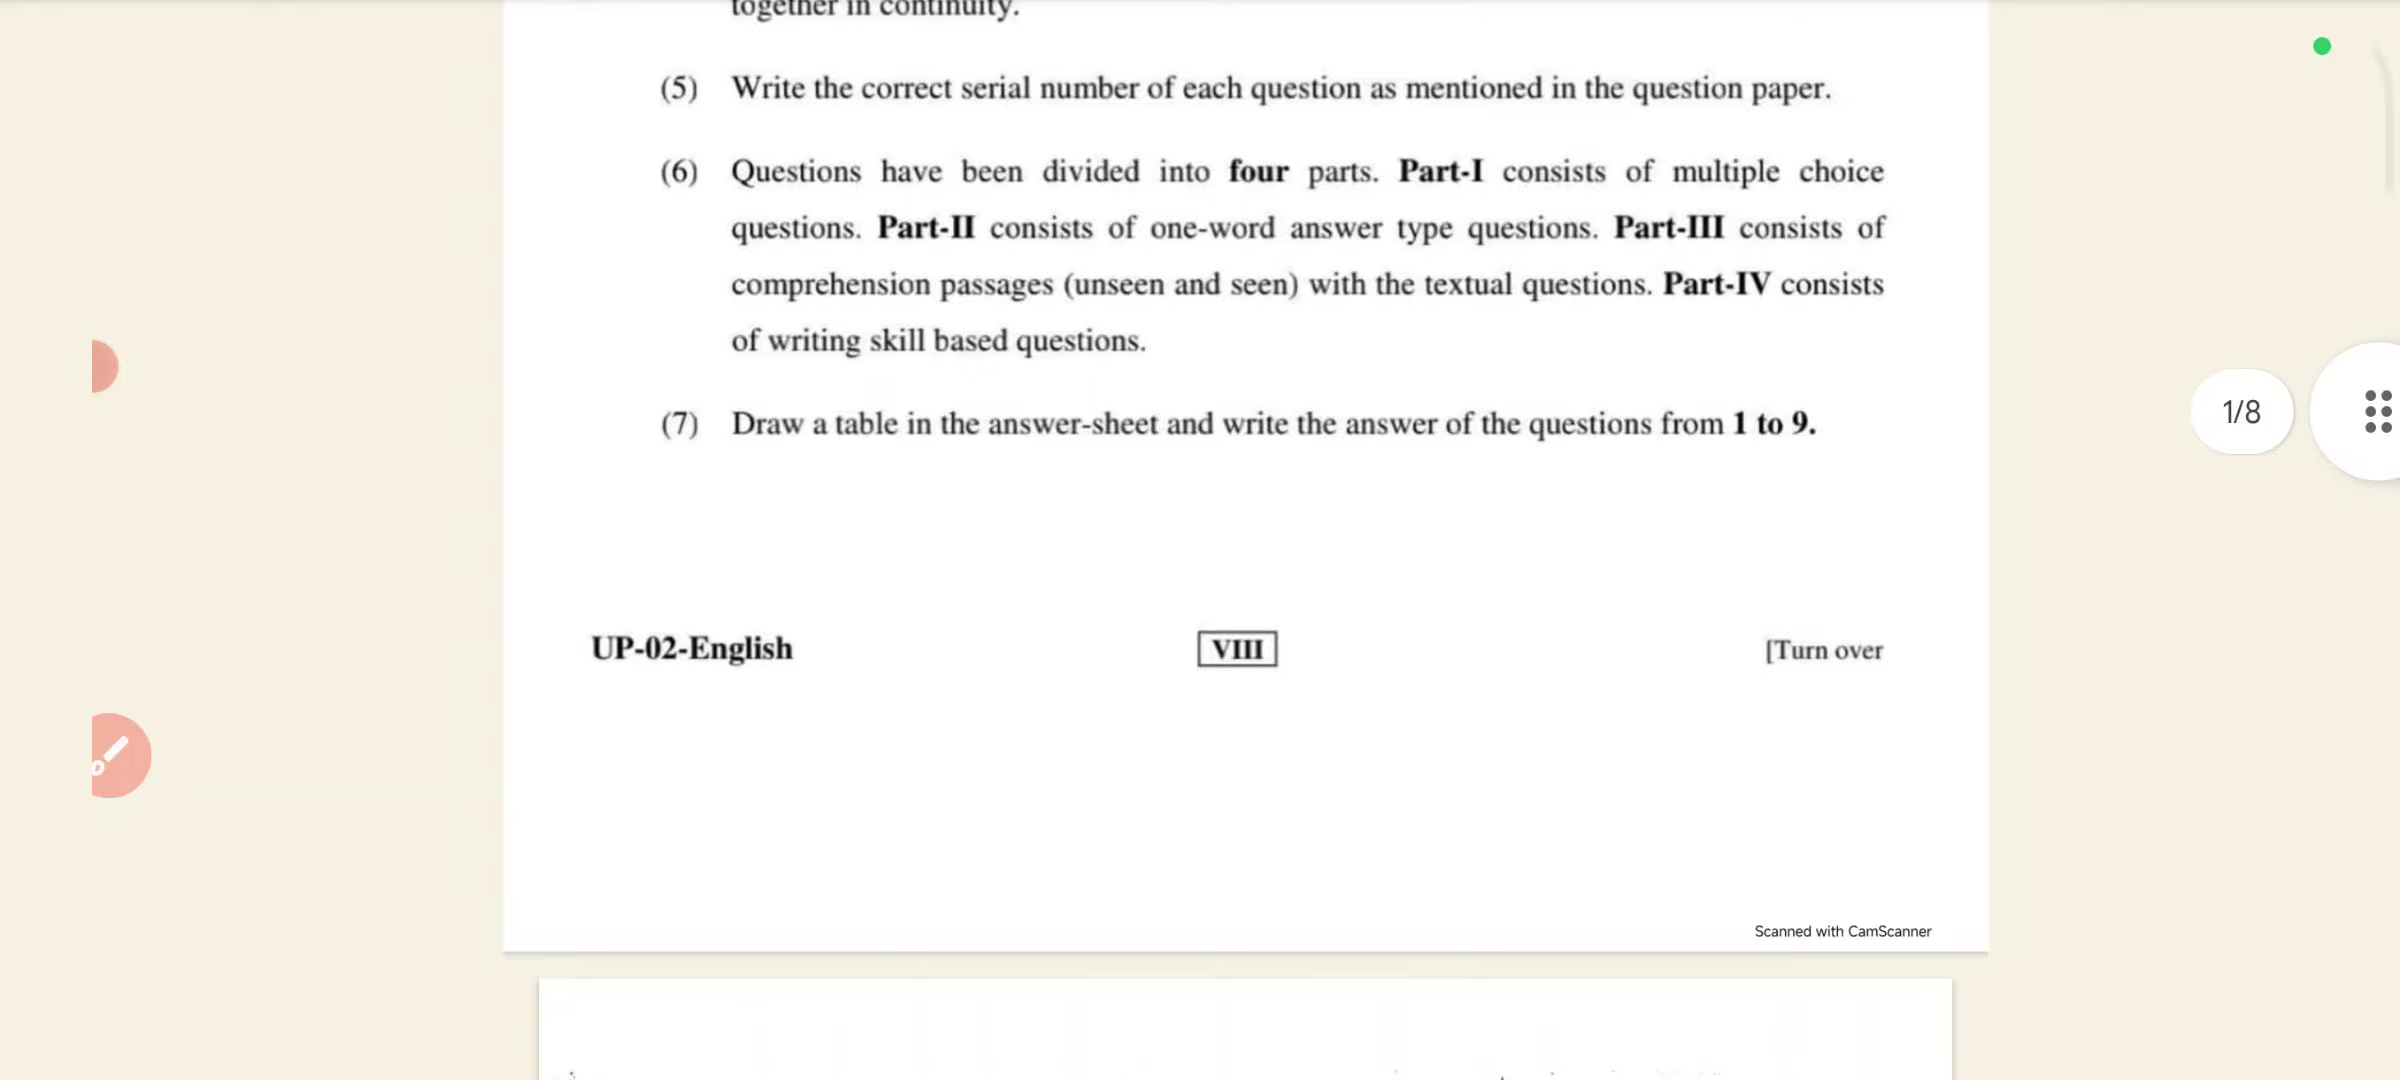 together in continuity.
(5) Write the correct serial number of each question as mentioned in the question paper.
(6) Questions have been divided into four parts. Part-I consists of multiple choice
questions. Part-II consists of one-word answer type questions. Part-III consists of
comprehension passages (unseen and seen) with the textual questions. Part-IV consists
of writing skill based questions.
(7) Draw a table in the answer-sheet and write the answer of the questions from 1 to 9.
1/8
UP-02-English VIII [Turn over
Scanned with CamScanner